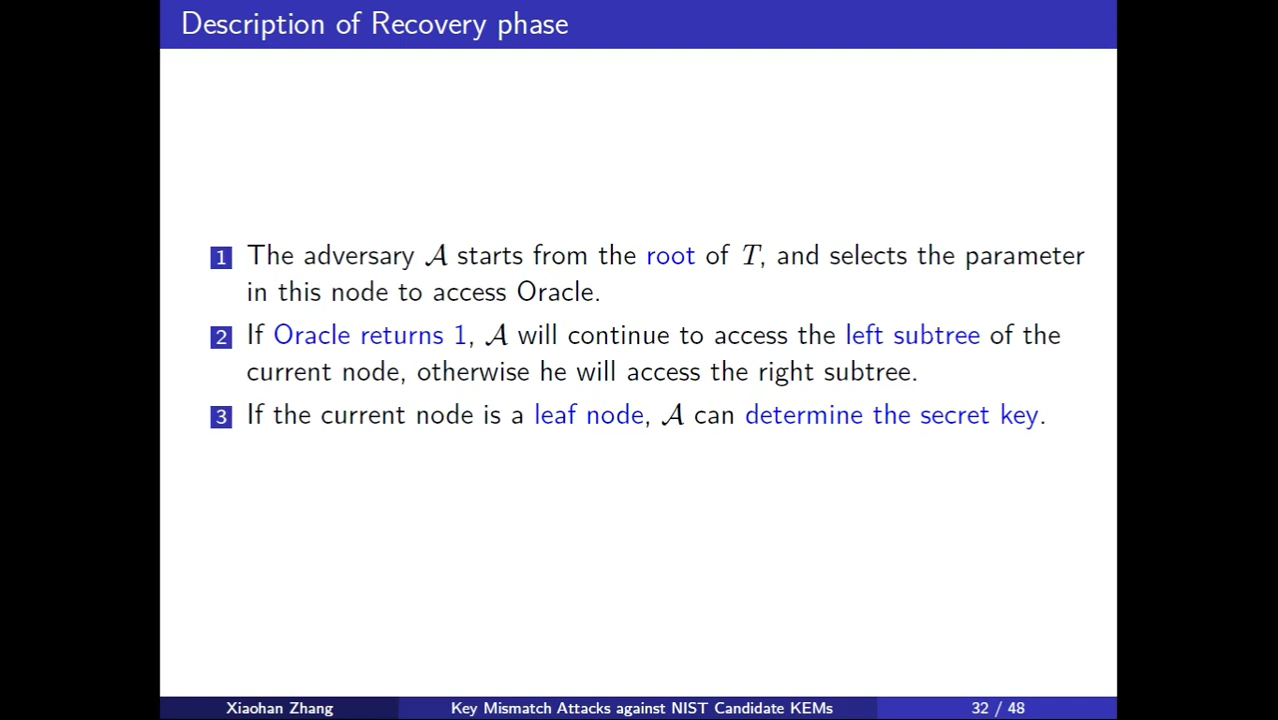 Description of Recovery phase
1 The adversary 𝒜 starts from the root of T, and selects the parameter
in this node to access Oracle.
2 If Oracle returns 1, 𝒜 will continue to access the left subtree of the
current node, otherwise he will access the right subtree.
3 If the current node is a leaf node, 𝒜 can determine the secret key.
Xiaohan Zhang Key Mismatch Attacks against NIST Candidate KEMs 32 / 48